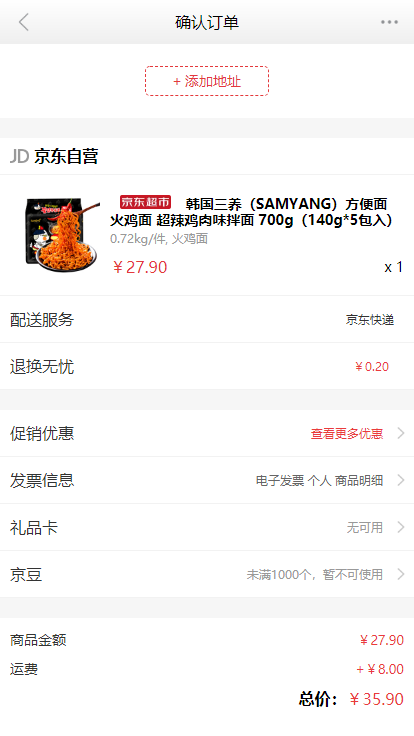 确认订单
+ 添加地址
JD 京东自营
京东超市 韩国三养（SAMYANG）方便面
火鸡面 超辣鸡肉味拌面 700g（140g*5包入）
0.72kg/件, 火鸡面
￥27.90 x 1
配送服务 京东快递
退换无忧 ￥0.20
促销优惠 查看更多优惠
发票信息 电子发票 个人 商品明细
礼品卡 无可用
京豆 未满1000个，暂不可使用
商品金额 ￥27.90
运费 +￥8.00
总价：￥35.90